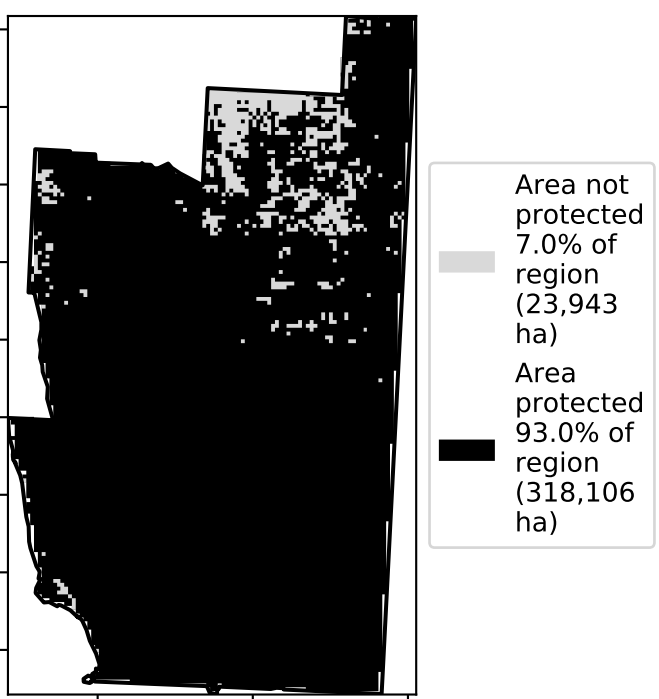 Area not
protected
7.0% of
region
(23,943
ha)
Area
protected
93.0% of
region
(318,106
ha)